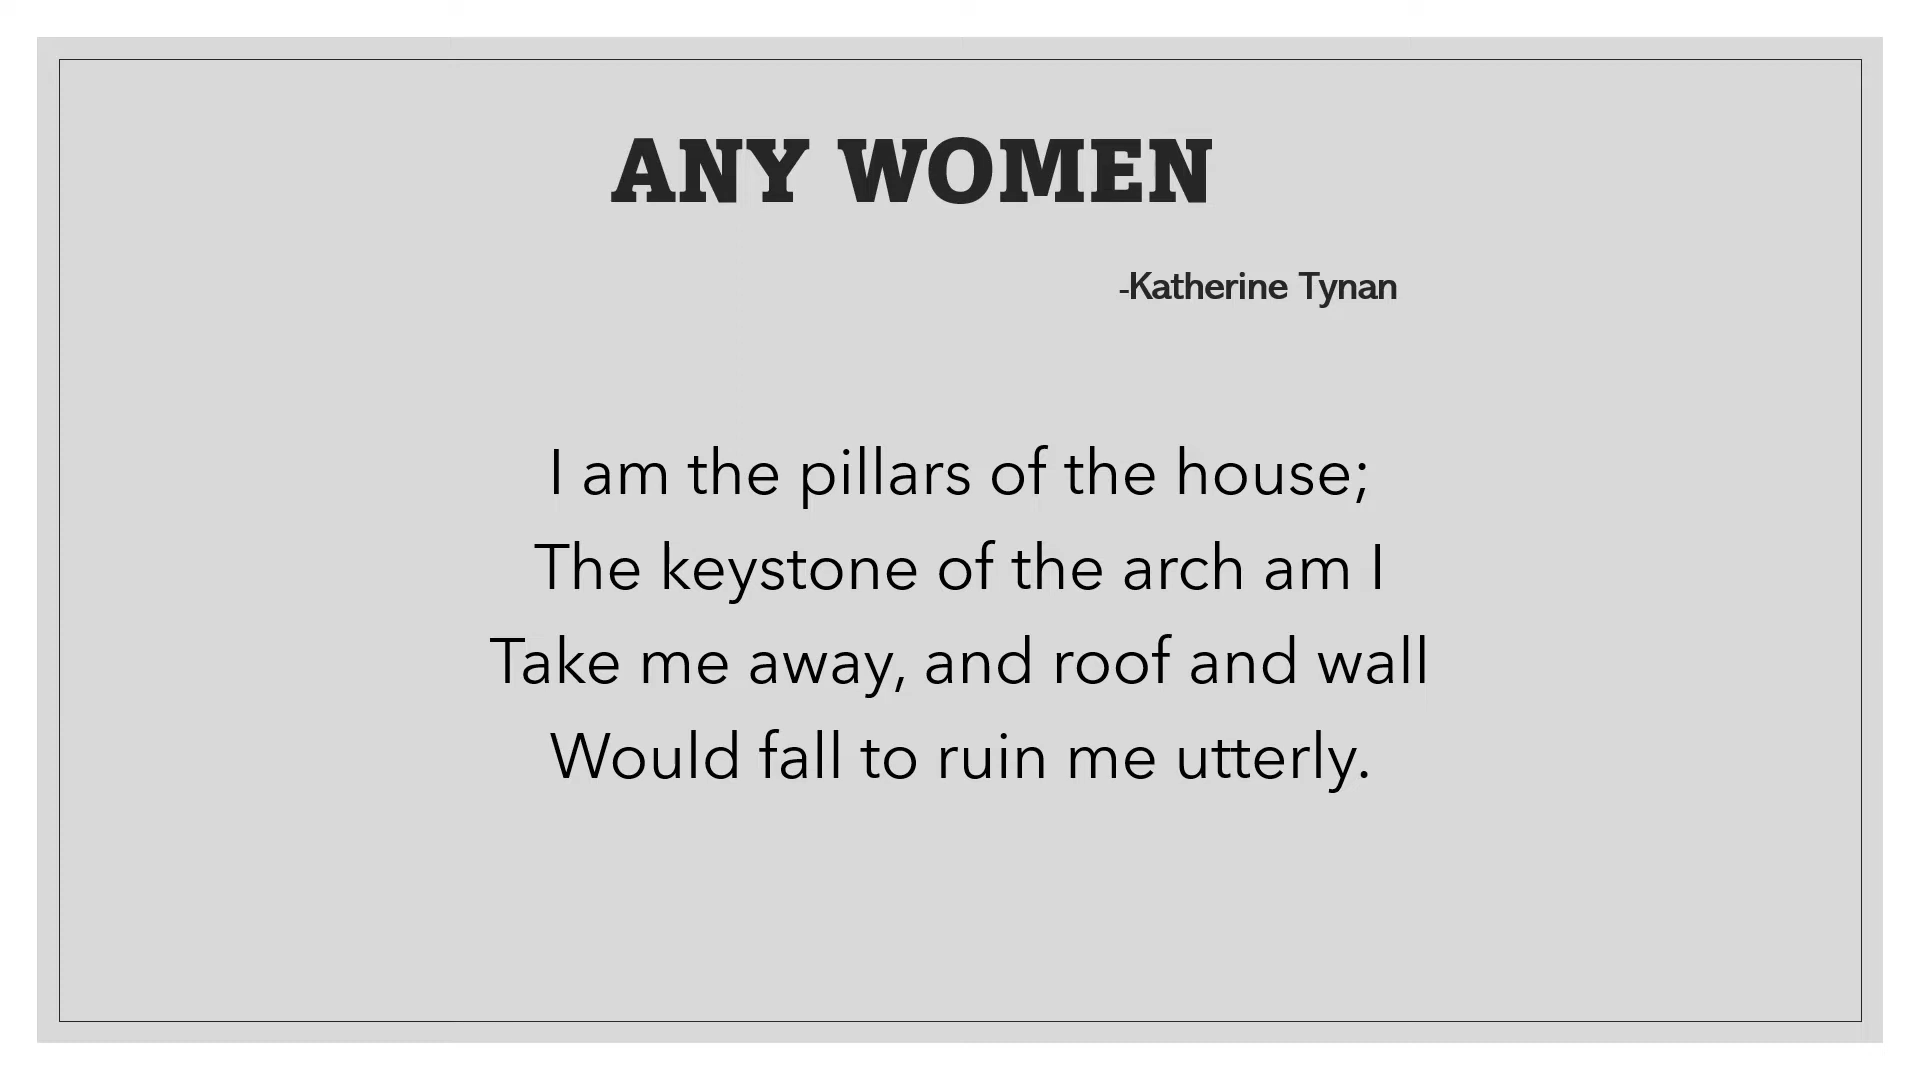 ANY WOMEN
-Katherine Tynan
I am the pillars of the house;
The keystone of the arch am I
Take me away, and roof and wall
Would fall to ruin me utterly.